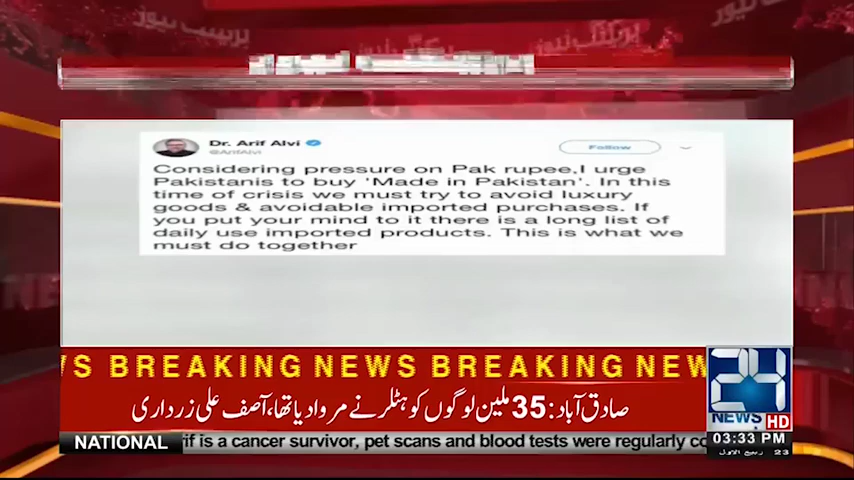 Dr. Arif Alvi
@ArifAlvi
Follow
Considering pressure on Pak rupee,I urge
Pakistanis to buy 'Made in Pakistan'. In this
time of crisis we must try to avoid luxury
goods & avoidable imported purchases. If
you put your mind to it there is a long list of
daily use imported products. This is what we
must do together
WS BREAKING NEWS BREAKING NEW
صادق آباد: 35 ملین لوگوں کو ہٹلر نے مروا دیا تھا، آصف علی زرداری
24
NEWS HD
NATIONAL
rif is a cancer survivor, pet scans and blood tests were regularly co
03:33 PM
23 ربیع الاول